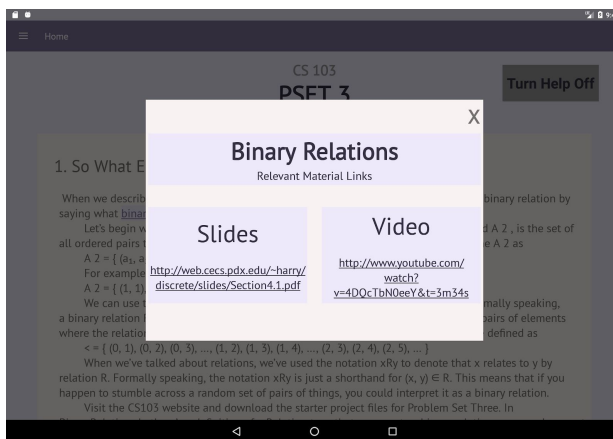 9:4
Home
CS 103
PSET 3
Turn Help Off
X
Binary Relations
Relevant Material Links
Slides
http://web.cecs.pdx.edu/~harry/
discrete/slides/Section4.1.pdf
Video
http://www.youtube.com/
watch?
v=4DQcTbN0eeY&t=3m34s
1. So What E
When we describ binary relation by
saying what binar
Let's begin w d A 2 , is the set of
all ordered pairs t e A 2 as
A 2 = { (a₁, a
For example
A 2 = { (1, 1)
We can use t mally speaking,
a binary relation pairs of elements
where the relatio e defined as
< = { (0, 1), (0, 2), (0, 3), …, (1, 2), (1, 3), (1, 4), …, (2, 3), (2, 4), (2, 5), … }
When we've talked about relations, we've used the notation xRy to denote that x relates to y by
relation R. Formally speaking, the notation xRy is just a shorthand for (x, y) ∈ R. This means that if you
happen to stumble across a random set of pairs of things, you could interpret it as a binary relation.
Visit the CS103 website and download the starter project files for Problem Set Three. In